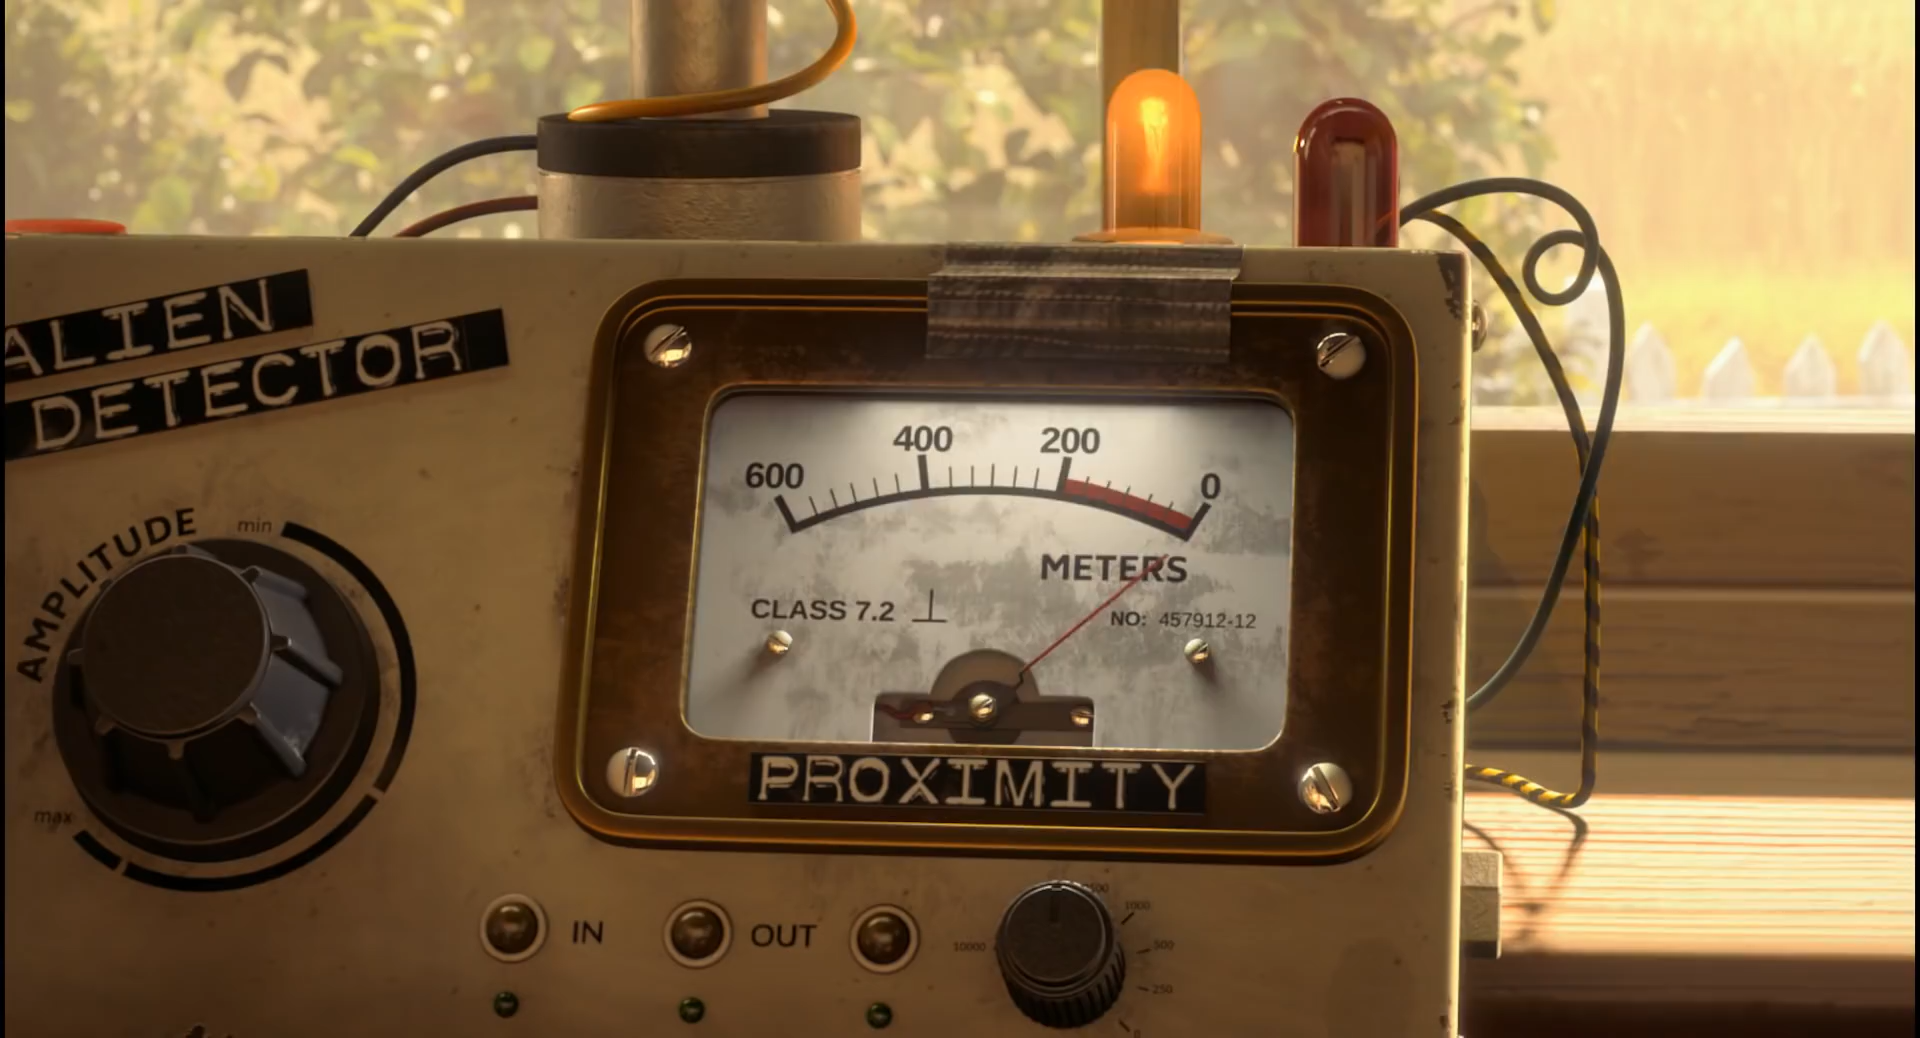 ALIEN
DETECTOR
600 400 200 0
METERS
CLASS 7.2
NO: 457912-12
PROXIMITY
AMPLITUDE
min
max
IN OUT
1000
500
250
10000
0